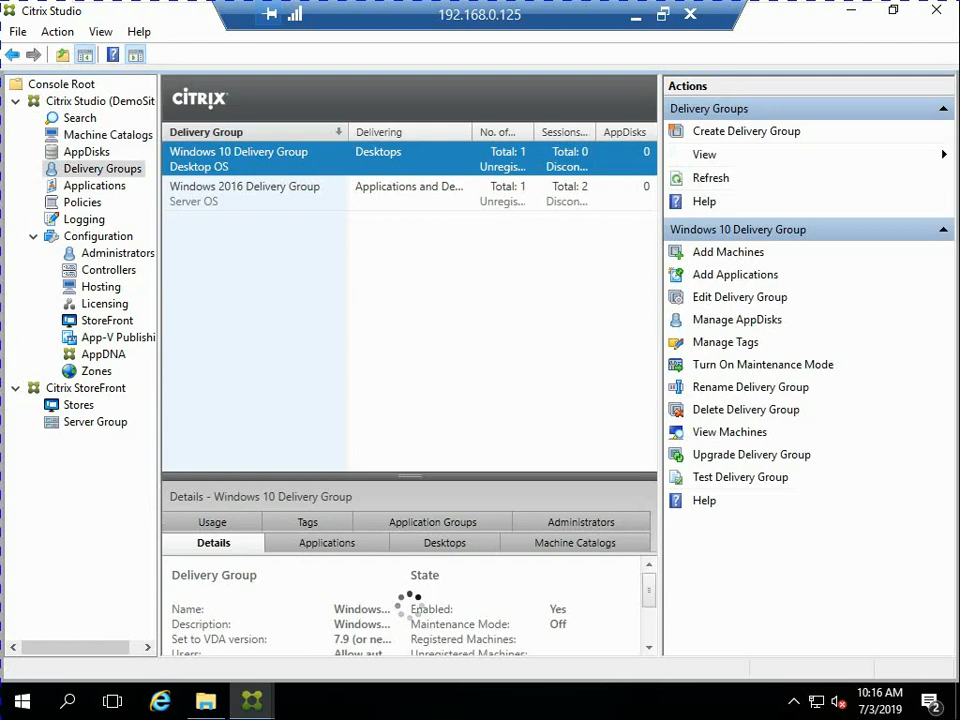 Citrix Studio
192.168.0.125
File Action View Help
Console Root
Citrix Studio (DemoSit
Search
Machine Catalogs
AppDisks
Delivery Groups
Applications
Policies
Logging
Configuration
Administrators
Controllers
Hosting
Licensing
StoreFront
App-V Publishi
AppDNA
Zones
Citrix StoreFront
Stores
Server Group
CITRIX
Delivery Group Delivering No. of... Sessions... AppDisks
Windows 10 Delivery Group Desktops Total: 1 Total: 0 0
Desktop OS Unregis... Discon...
Windows 2016 Delivery Group Applications and De... Total: 1 Total: 2 0
Server OS Unregis... Discon...
Details - Windows 10 Delivery Group
Usage Tags Application Groups Administrators
Details Applications Desktops Machine Catalogs
Delivery Group State
Name: Windows... Enabled: Yes
Description: Windows... Maintenance Mode: Off
Set to VDA version: 7.9 (or ne... Registered Machines:
Users: Allow aut... Unregistered Machines:
Actions
Delivery Groups
Create Delivery Group
View
Refresh
Help
Windows 10 Delivery Group
Add Machines
Add Applications
Edit Delivery Group
Manage AppDisks
Manage Tags
Turn On Maintenance Mode
Rename Delivery Group
Delete Delivery Group
View Machines
Upgrade Delivery Group
Test Delivery Group
Help
10:16 AM
7/3/2019
2